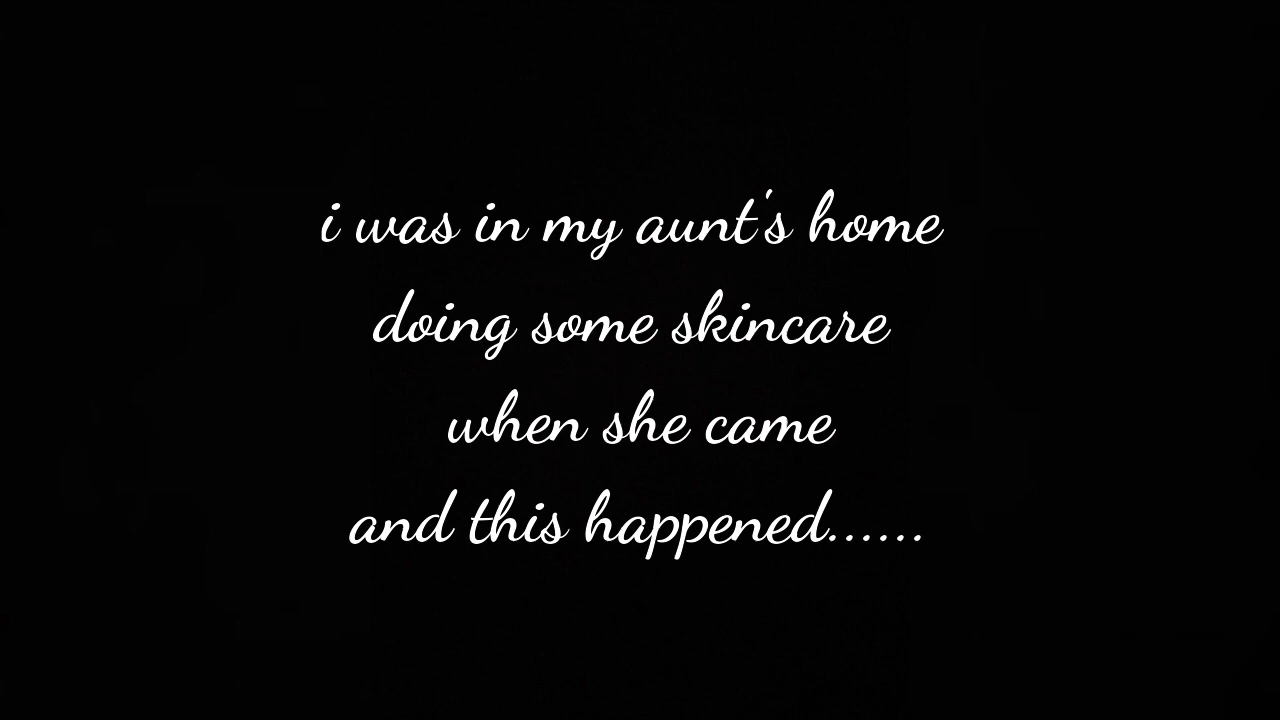 i was in my aunt's home
doing some skincare
when she came
and this happened......